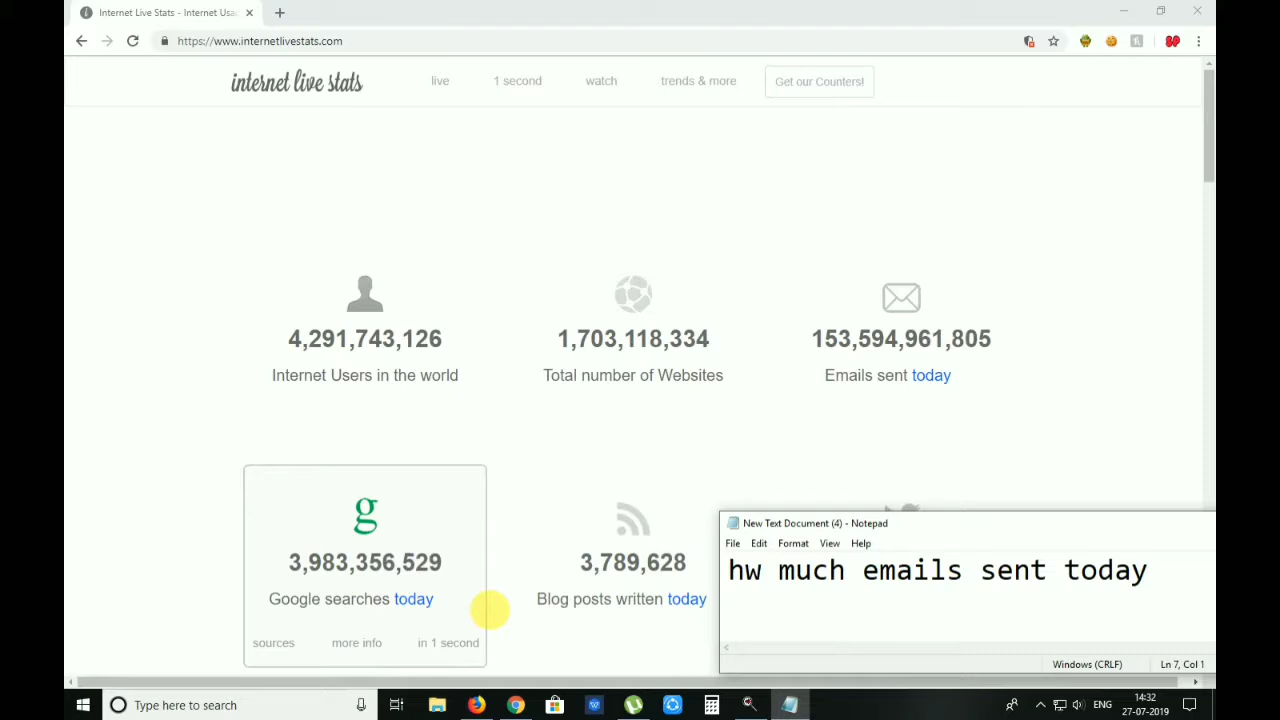 Internet Live Stats - Internet Usa
https://www.internetlivestats.com
internet live stats
live
1 second
watch
trends & more
Get our Counters!
4,291,743,126
1,703,118,334
153,594,961,805
Internet Users in the world
Total number of Websites
Emails sent today
g
3,983,356,529
3,789,628
Google searches today
Blog posts written today
sources
more info
in 1 second
New Text Document (4) - Notepad
File
Edit
Format
View
Help
hw much emails sent today
Windows (CRLF)
Ln 7, Col 1
Type here to search
ENG
14:32
27-07-2019